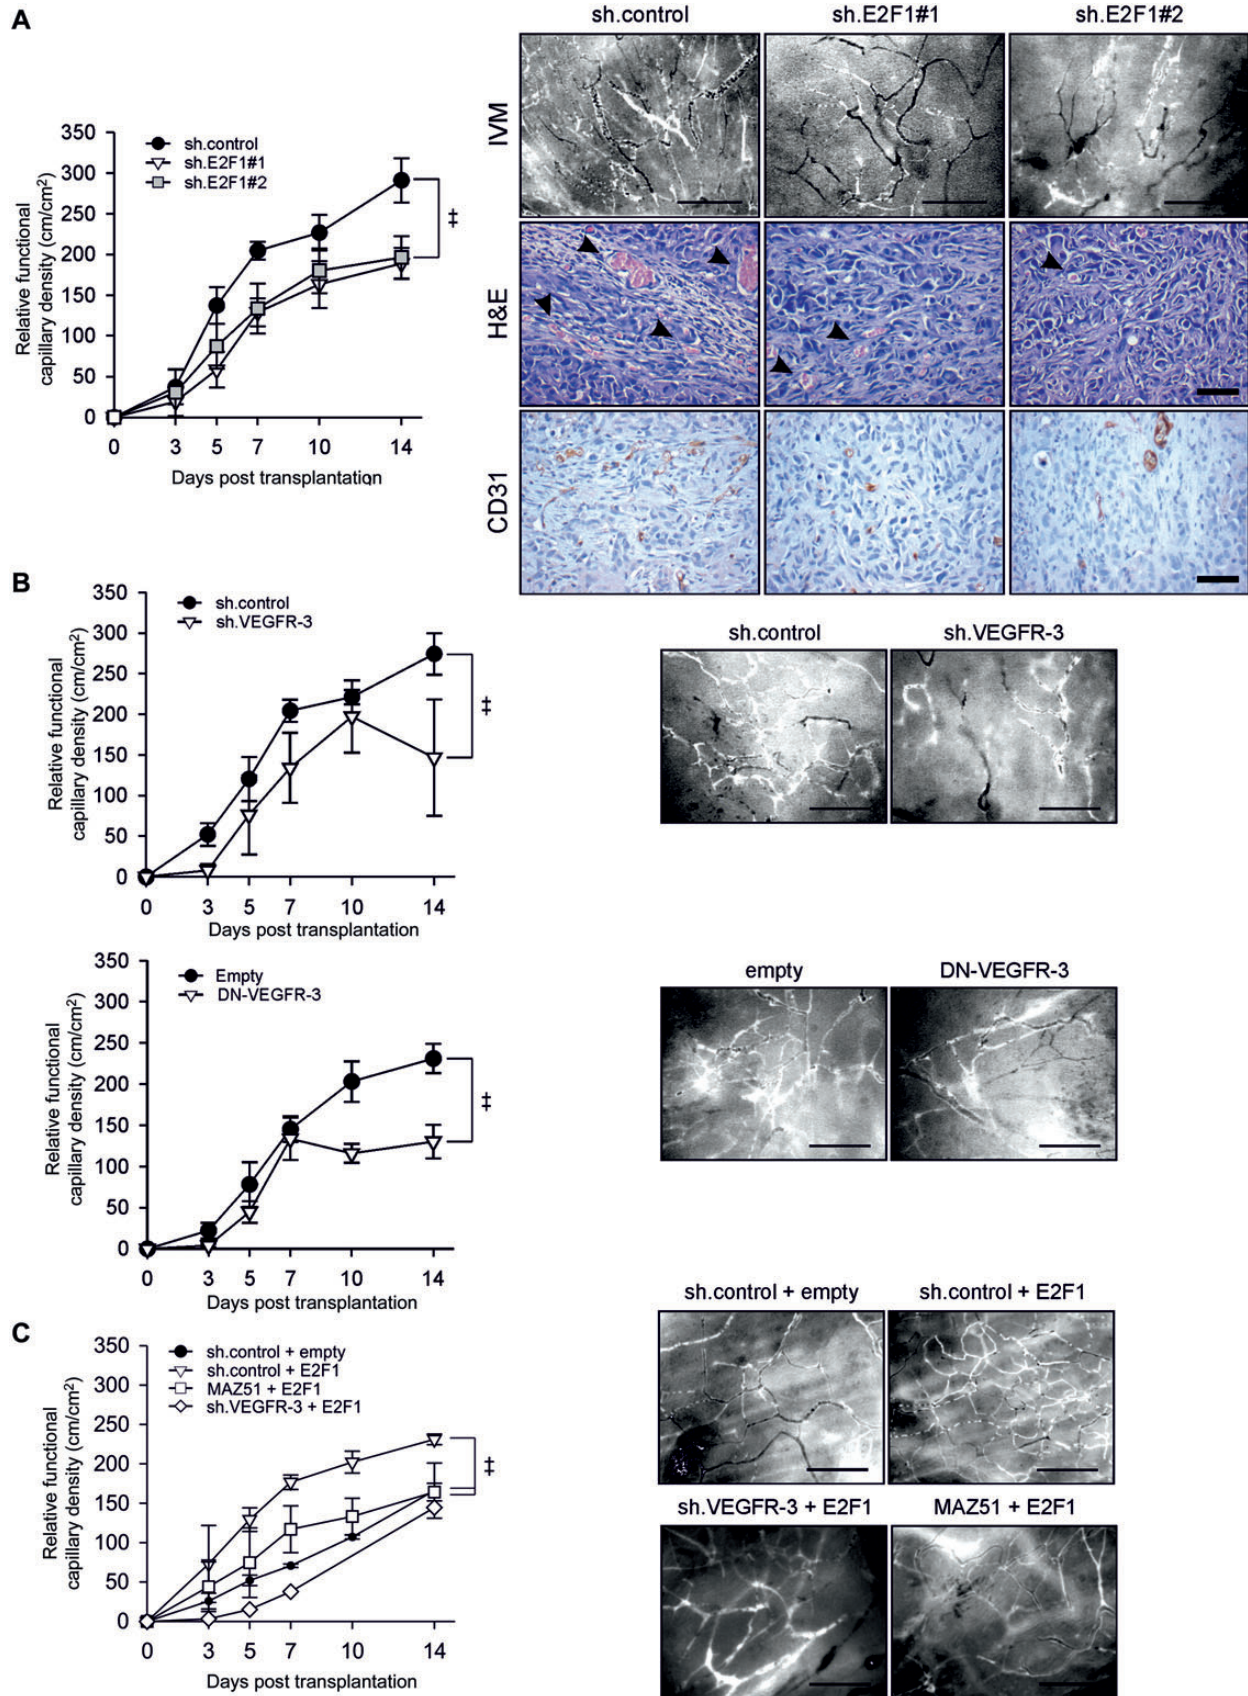 A
sh.control
sh.E2F1#1
sh.E2F1#2
IVM
H&E
CD31
350
300
250
200
150
100
50
0
Relative functional
capillary density (cm/cm²)
sh.control
sh.E2F1#1
sh.E2F1#2
‡
0 3 5 7 10 14
Days post transplantation
B
350
300
250
200
150
100
50
0
Relative functional
capillary density (cm/cm²)
sh.control
sh.VEGFR-3
‡
0 3 5 7 10 14
Days post transplantation
sh.control
sh.VEGFR-3
350
300
250
200
150
100
50
0
Relative functional
capillary density (cm/cm²)
Empty
DN-VEGFR-3
‡
0 3 5 7 10 14
Days post transplantation
empty
DN-VEGFR-3
C
350
300
250
200
150
100
50
0
Relative functional
capillary density (cm/cm²)
sh.control + empty
sh.control + E2F1
MAZ51 + E2F1
sh.VEGFR-3 + E2F1
‡
0 3 5 7 10 14
Days post transplantation
sh.control + empty
sh.control + E2F1
sh.VEGFR-3 + E2F1
MAZ51 + E2F1